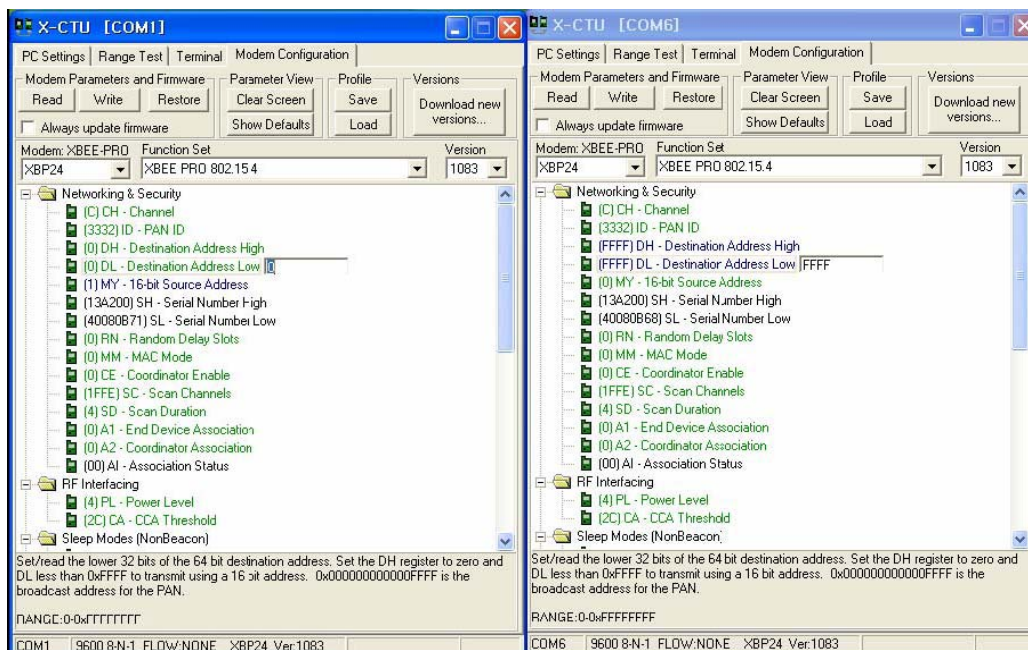 X-CTU [COM1]
PC Settings Range Test Terminal Modem Configuration
Modem Parameters and Firmware Parameter View Profile Versions
Read Write Restore Clear Screen Save Download new versions...
Always update firmware Show Defaults Load
Modem: XBEE-PRO Function Set Version
XBP24 XBEE PRO 802.15.4 1083
Networking & Security
(C) CH - Channel
(3332) ID - PAN ID
(0) DH - Destination Address High
(0) DL - Destination Address Low 0
(1) MY - 16-bit Source Address
(13A200) SH - Serial Number High
(40080B71) SL - Serial Number Low
(0) RN - Random Delay Slots
(0) MM - MAC Mode
(0) CE - Coordinator Enable
(1FFE) SC - Scan Channels
(4) SD - Scan Duration
(0) A1 - End Device Association
(0) A2 - Coordinator Association
(00) AI - Association Status
RF Interfacing
(4) PL - Power Level
(2C) CA - CCA Threshold
Sleep Modes (NonBeacon)
Set/read the lower 32 bits of the 64 bit destination address. Set the DH register to zero and
DL less than 0xFFFF to transmit using a 16 bit address. 0x000000000000FFFF is the
broadcast address for the PAN.
RANGE:0-0xFFFFFFFF
COM1 9600 8-N-1 FLOW:NONE XBP24 Ver:1083
X-CTU [COM6]
PC Settings Range Test Terminal Modem Configuration
Modem Parameters and Firmware Parameter View Profile Versions
Read Write Restore Clear Screen Save Download new versions...
Always update firmware Show Defaults Load
Modem: XBEE-PRO Function Set Version
XBP24 XBEE PRO 802.15.4 1083
Networking & Security
(C) CH - Channel
(3332) ID - PAN ID
(FFFF) DH - Destination Address High
(FFFF) DL - Destination Address Low FFFF
(0) MY - 16-bit Source Address
(13A200) SH - Serial Number High
(40080B68) SL - Serial Number Low
(0) RN - Random Delay Slots
(0) MM - MAC Mode
(0) CE - Coordinator Enable
(1FFE) SC - Scan Channels
(4) SD - Scan Duration
(0) A1 - End Device Association
(0) A2 - Coordinator Association
(00) AI - Association Status
RF Interfacing
(4) PL - Power Level
(2C) CA - CCA Threshold
Sleep Modes (NonBeacon)
Set/read the lower 32 bits of the 64 bit destination address. Set the DH register to zero and
DL less than 0xFFFF to transmit using a 16 bit address. 0x000000000000FFFF is the
broadcast address for the PAN.
RANGE:0-0xFFFFFFFF
COM6 9600 8-N-1 FLOW:NONE XBP24 Ver:1083